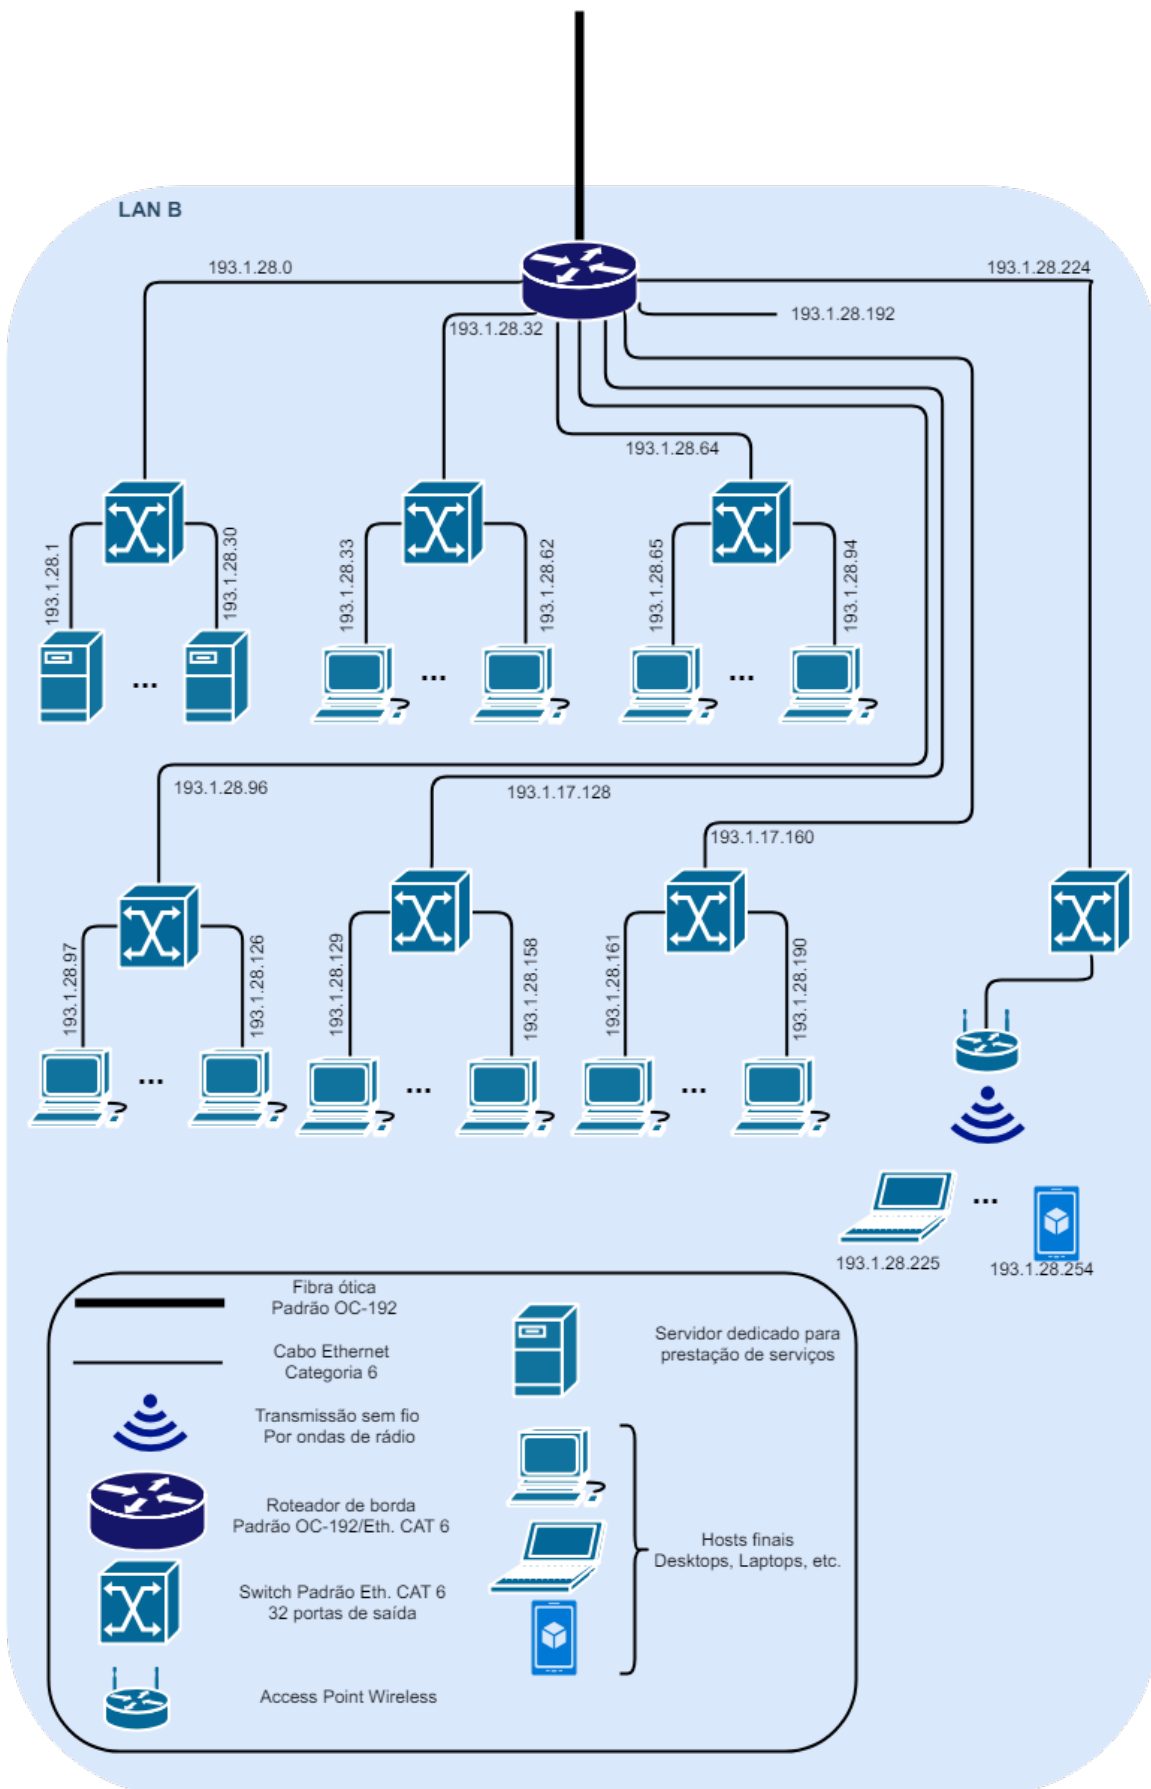 LAN B
193.1.28.0
193.1.28.224
193.1.28.192
193.1.28.32
193.1.28.64
193.1.28.1
193.1.28.30
193.1.28.33
193.1.28.62
193.1.28.65
193.1.28.94
...
...
...
193.1.28.96
193.1.17.128
193.1.17.160
193.1.28.97
193.1.28.126
193.1.28.129
193.1.28.158
193.1.28.161
193.1.28.190
...
...
...
...
193.1.28.225
193.1.28.254
Fibra ótica
Padrão OC-192
Cabo Ethernet
Categoria 6
Transmissão sem fio
Por ondas de rádio
Roteador de borda
Padrão OC-192/Eth. CAT 6
Switch Padrão Eth. CAT 6
32 portas de saída
Access Point Wireless
Servidor dedicado para
prestação de serviços
Hosts finais
Desktops, Laptops, etc.